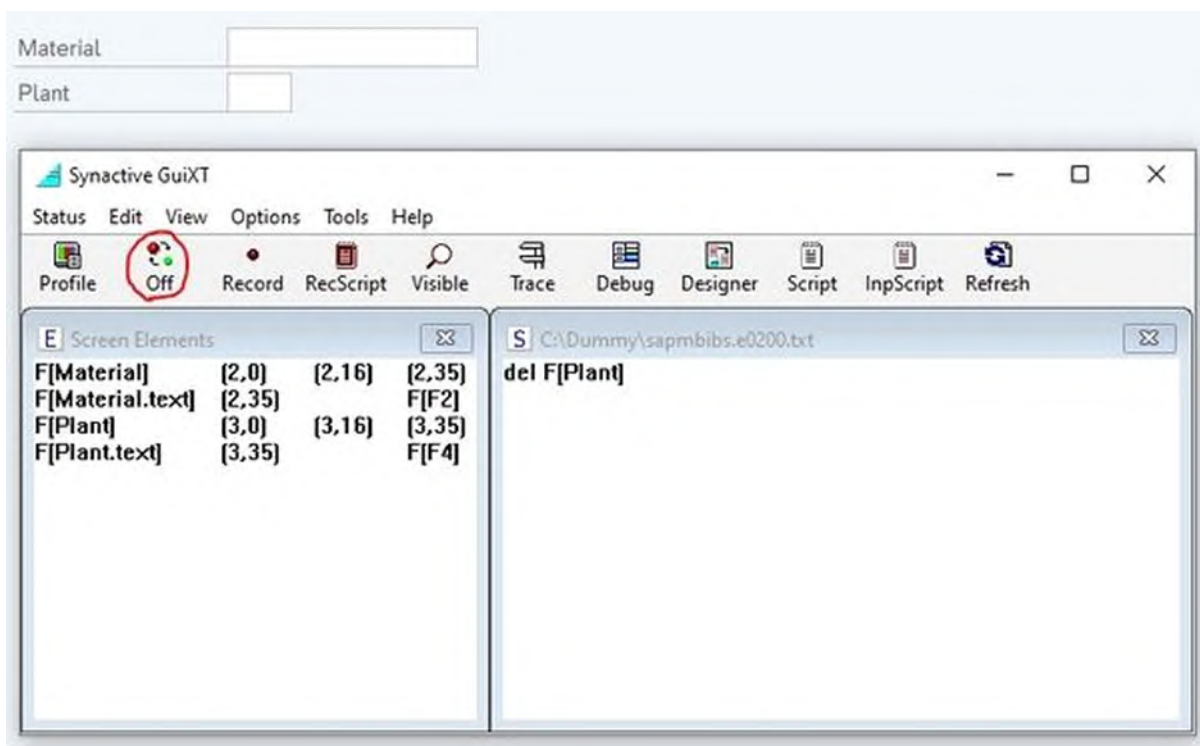 Material
Plant
Synactive GuiXT
Status Edit View Options Tools Help
Profile Off Record RecScript Visible Trace Debug Designer Script InpScript Refresh
E Screen Elements
F[Material] (2,0) (2,16) (2,35)
F[Material.text] (2,35) F[F2]
F[Plant] (3,0) (3,16) (3,35)
F[Plant.text] (3,35) F[F4]
S C:\Dummy\sapmbibs.e0200.txt
del F[Plant]